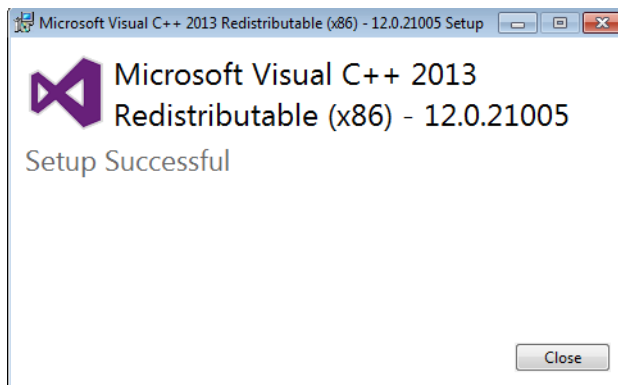 Microsoft Visual C++ 2013 Redistributable (x86) - 12.0.21005 Setup
Microsoft Visual C++ 2013
Redistributable (x86) - 12.0.21005
Setup Successful
Close